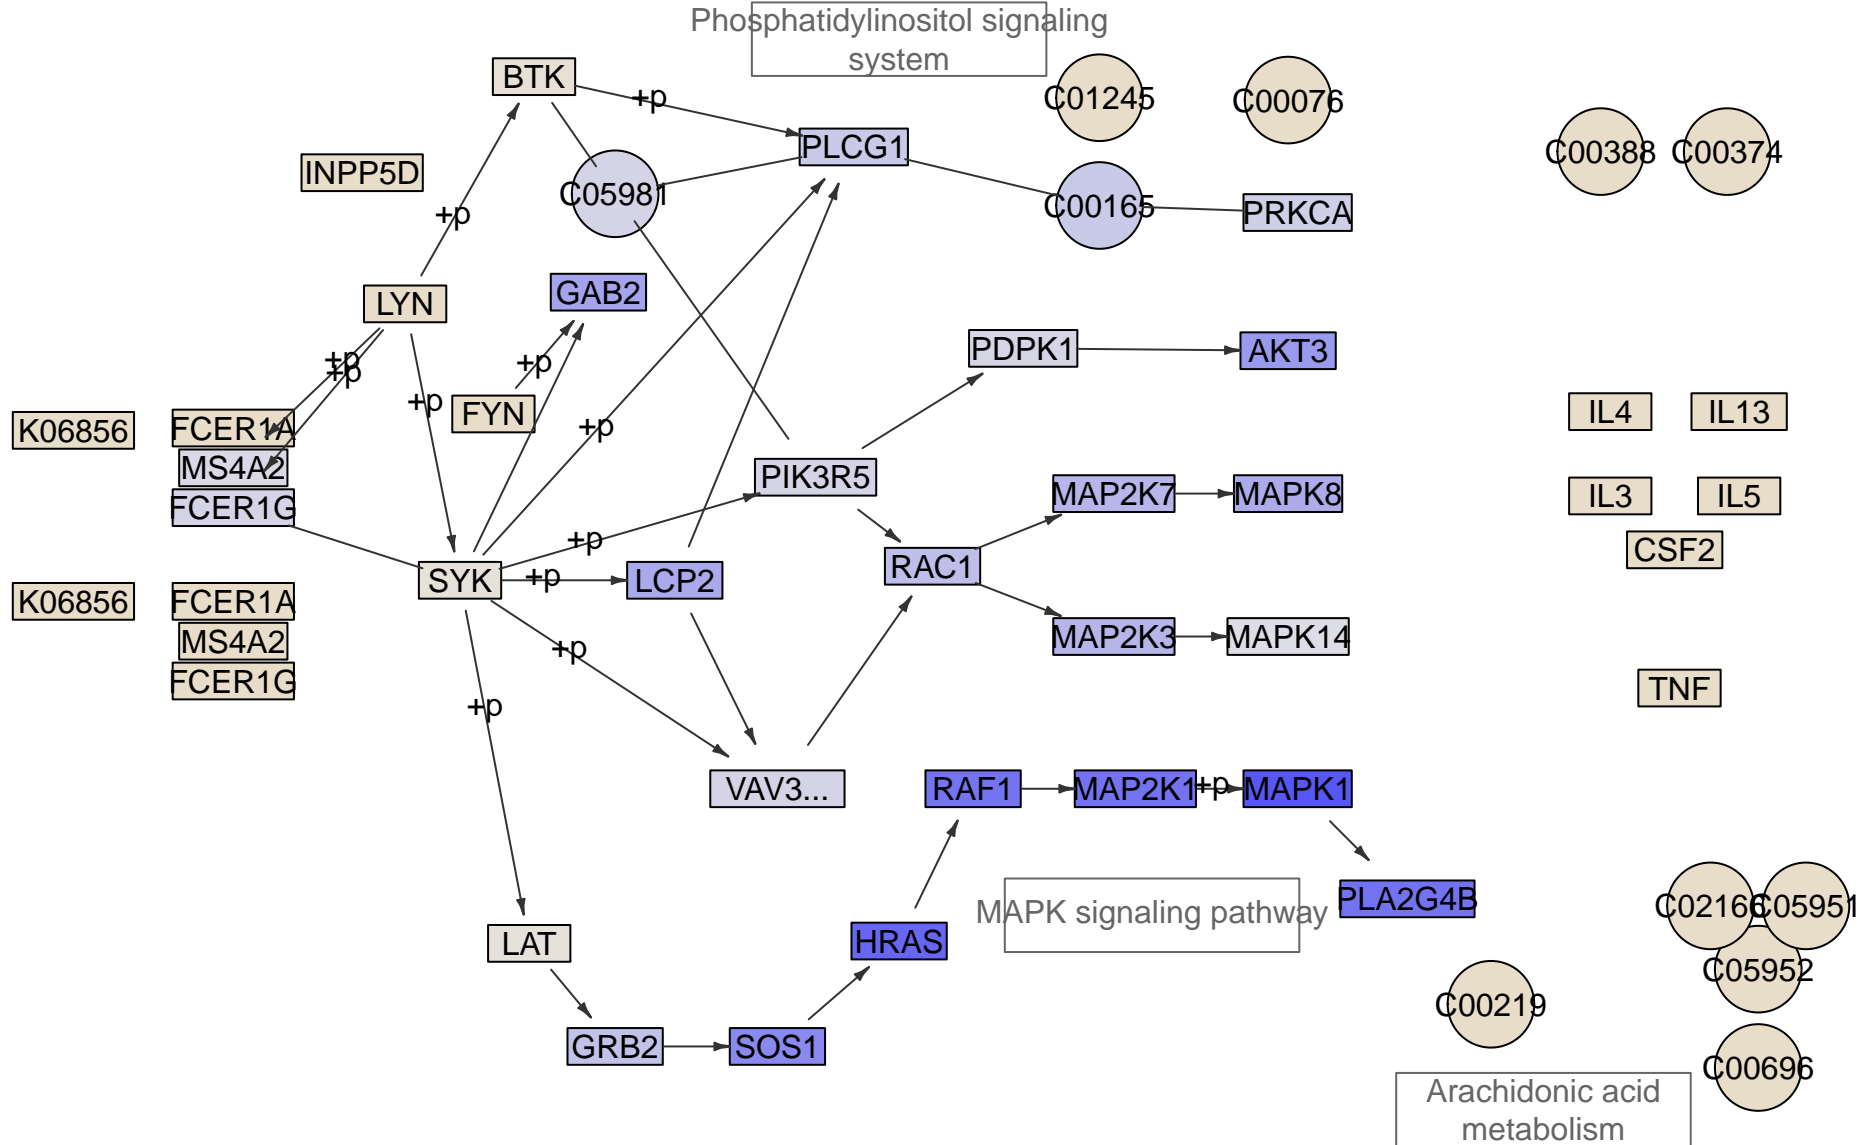 Phosphatidylinositol signaling
system
BTK
+p
C01245
C00076
PLCG1
C00388
C00374
INPP5D
C05981
C00165
PRKCA
+p
LYN
GAB2
PDPK1
AKT3
+p
+p
+p
+p
K06856
FCER1A
FYN
+p
IL4
IL13
MS4A2
PIK3R5
MAP2K7
MAPK8
IL3
IL5
FCER1G
+p
CSF2
SYK
+p
LCP2
RAC1
K06856
FCER1A
MS4A2
+p
MAP2K3
MAPK14
FCER1G
TNF
+p
VAV3...
RAF1
MAP2K1
+p
MAPK1
PLA2G4B
C02166
C05951
MAPK signaling pathway
LAT
HRAS
C05952
C00219
GRB2
SOS1
C00696
Arachidonic acid
metabolism